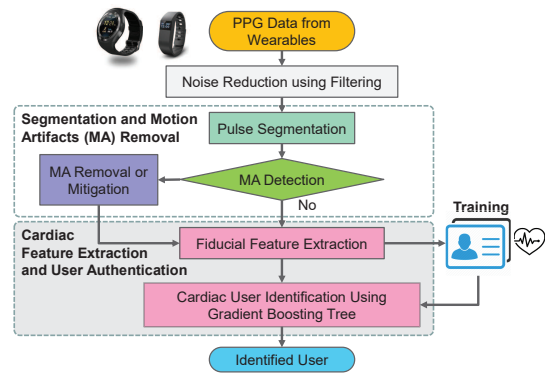 PPG Data from
Wearables
Noise Reduction using Filtering
Segmentation and Motion
Artifacts (MA) Removal
Pulse Segmentation
MA Removal or
Mitigation
MA Detection
No
Training
Cardiac
Feature Extraction
and User Authentication
Fiducial Feature Extraction
Cardiac User Identification Using
Gradient Boosting Tree
Identified User